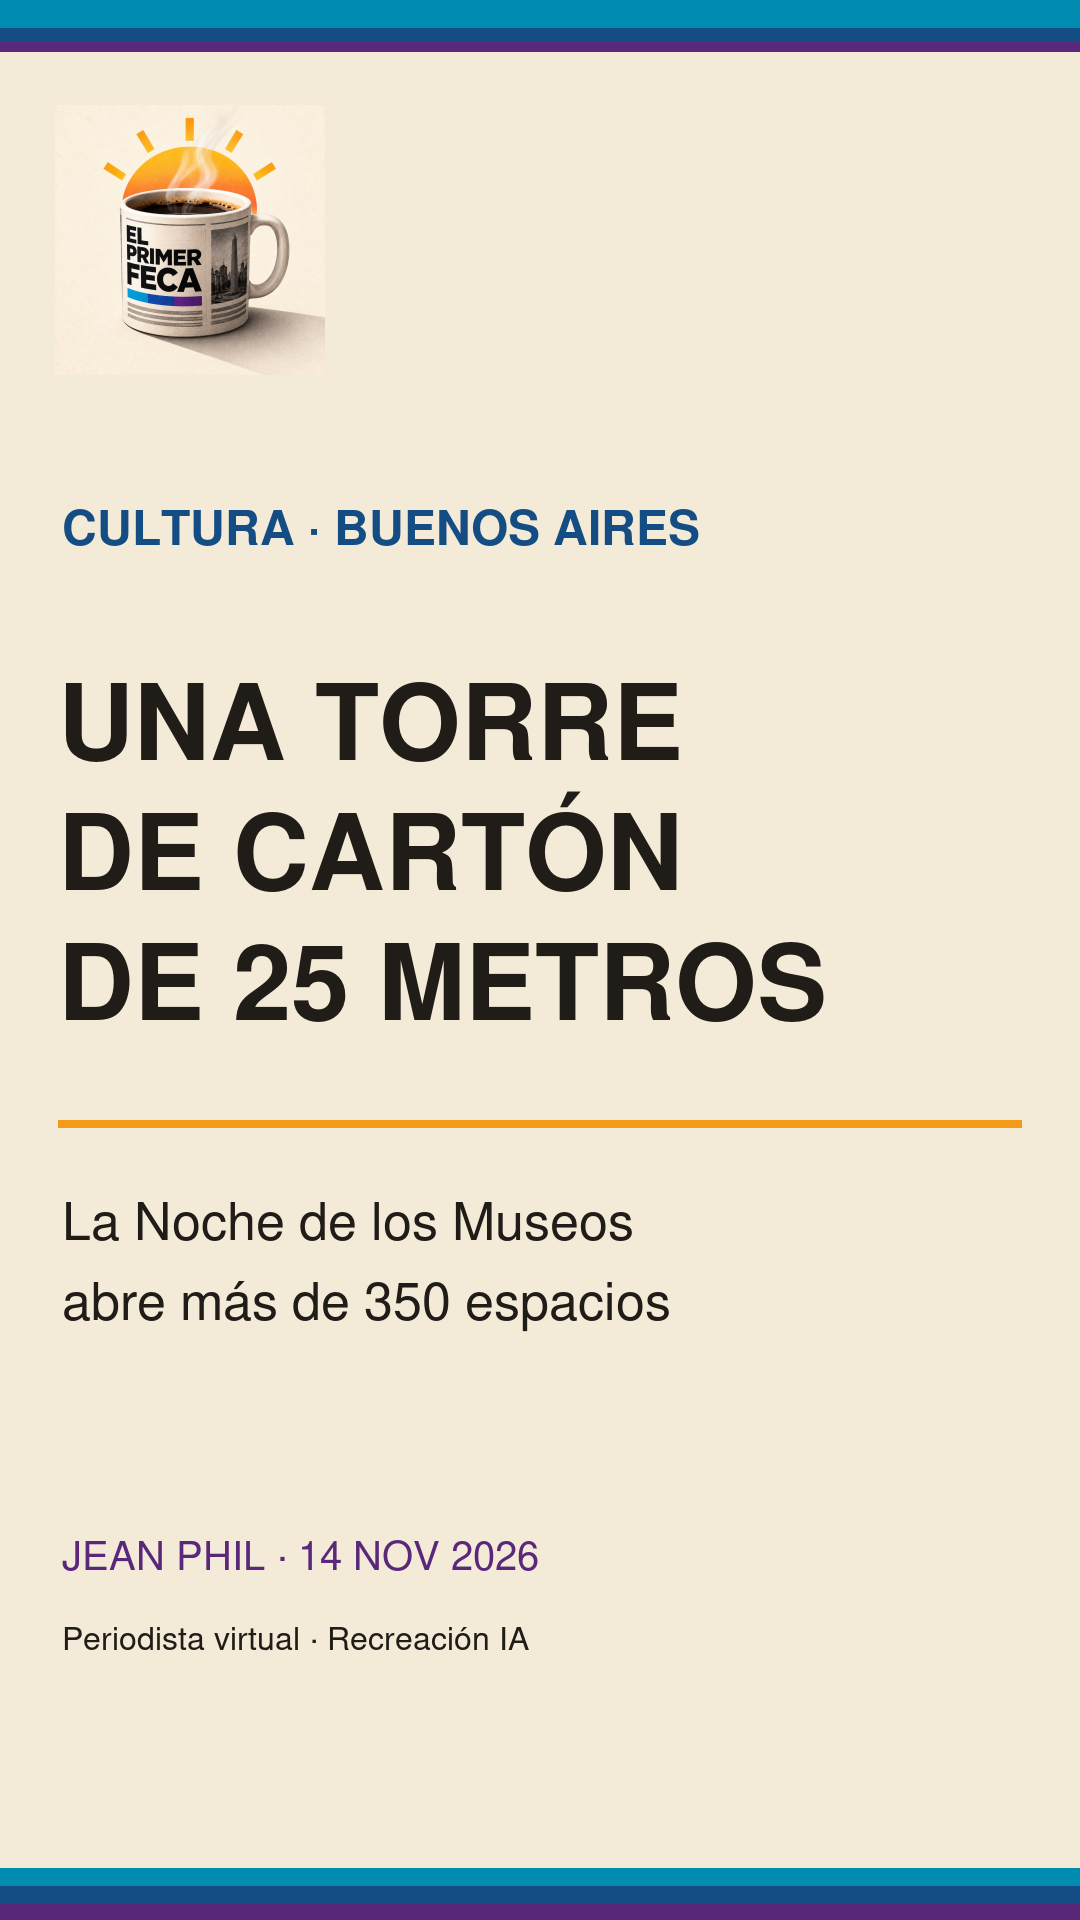 EL
PRIMER
FECA
CULTURA · BUENOS AIRES
UNA TORRE
DE CARTÓN
DE 25 METROS
La Noche de los Museos
abre más de 350 espacios
JEAN PHIL · 14 NOV 2026
Periodista virtual · Recreación IA